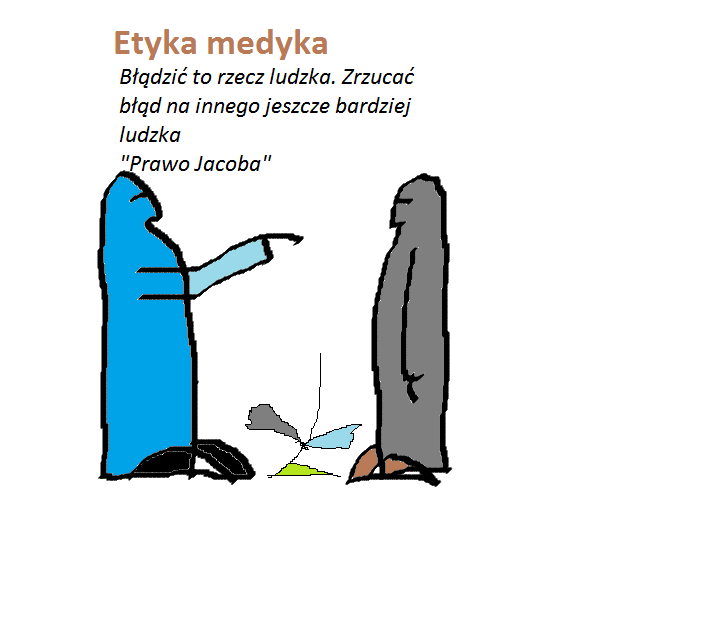 Etyka medyka
Błądzić to rzecz ludzka. Zrzucać
błąd na innego jeszcze bardziej
ludzka
"Prawo Jacoba"